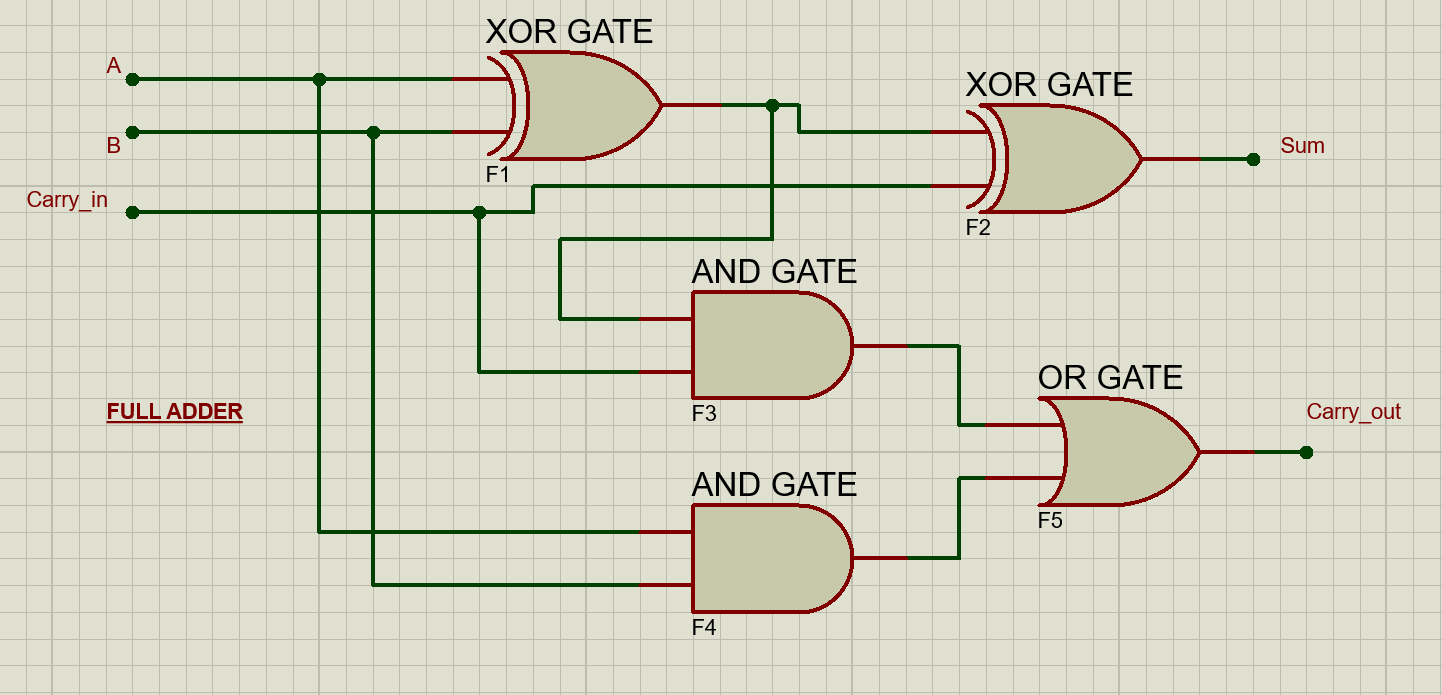 XOR GATE
A
B
F1
Carry_in
XOR GATE
Sum
F2
AND GATE
F3
FULL ADDER
OR GATE
Carry_out
F5
AND GATE
F4